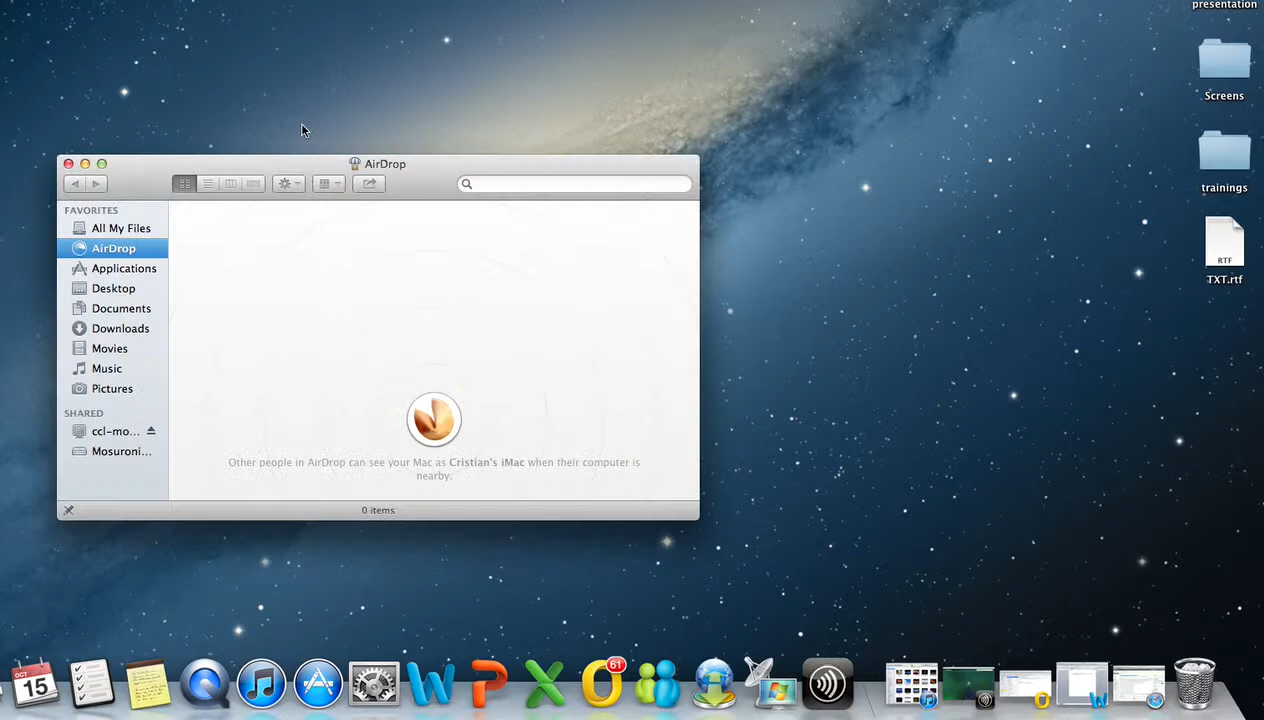 presentation
Screens
trainings
RTF
TXT.rtf
AirDrop
FAVORITES
All My Files
AirDrop
Applications
Desktop
Documents
Downloads
Movies
Music
Pictures
SHARED
ccl-mo...
Mosuroni...
Other people in AirDrop can see your Mac as Cristian's iMac when their computer is
nearby.
0 items
OCT
15
61